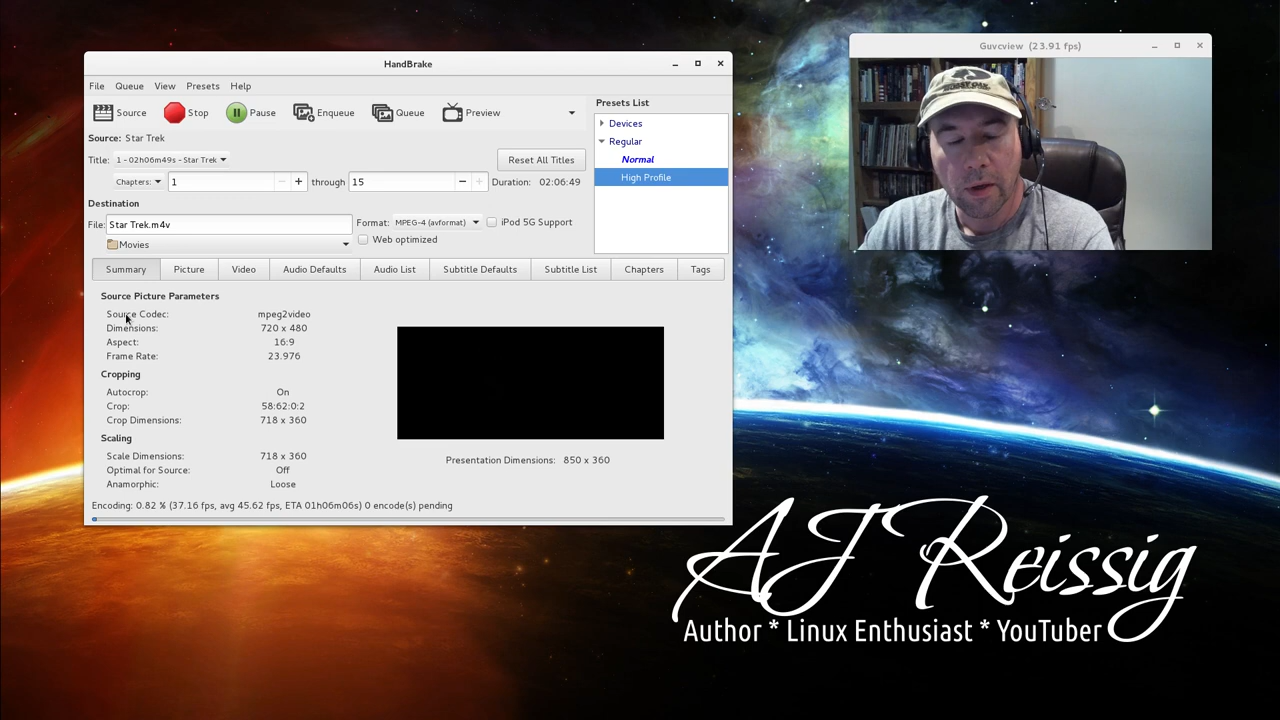 HandBrake
File Queue View Presets Help
Source Stop Pause Enqueue Queue Preview
Source: Star Trek
Title: 1 - 02h06m49s - Star Trek Reset All Titles
Chapters: 1 through 15 Duration: 02:06:49
Destination
File: Star Trek.m4v Format: MPEG-4 (avformat) iPod 5G Support
Movies Web optimized
Presets List
Devices
Regular
Normal
High Profile
Summary Picture Video Audio Defaults Audio List Subtitle Defaults Subtitle List Chapters Tags
Source Picture Parameters
Source Codec: mpeg2video
Dimensions: 720 x 480
Aspect: 16:9
Frame Rate: 23.976
Cropping
Autocrop: On
Crop: 58:62:0:2
Crop Dimensions: 718 x 360
Scaling
Scale Dimensions: 718 x 360
Optimal for Source: Off
Anamorphic: Loose
Presentation Dimensions: 850 x 360
Encoding: 0.82 % (37.16 fps, avg 45.62 fps, ETA 01h06m06s) 0 encode(s) pending
Guvcview (23.91 fps)
AJ Reissig
Author * Linux Enthusiast * YouTuber